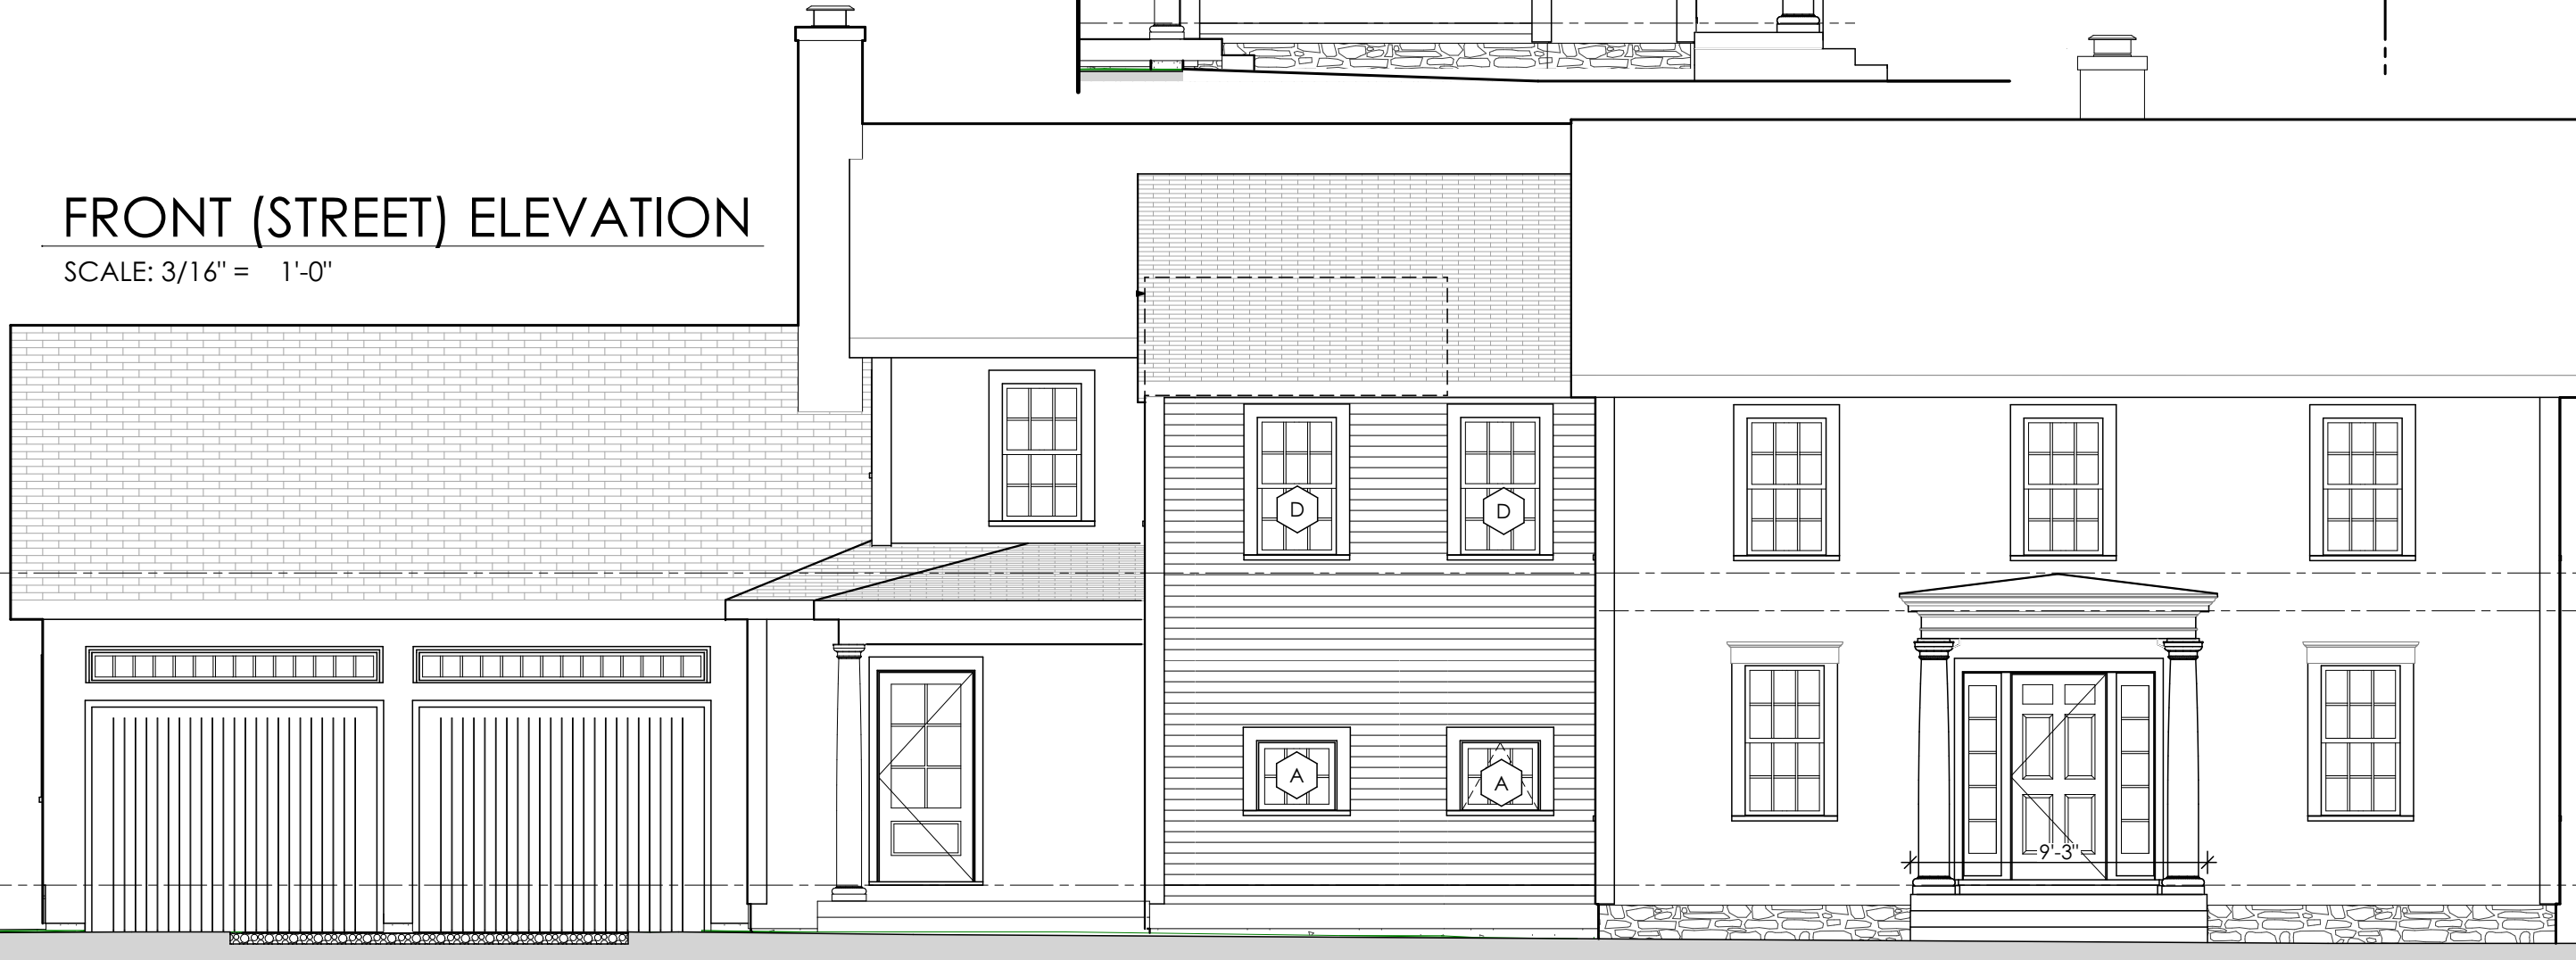 FRONT (STREET) ELEVATION
SCALE: 3/16" = 1'-0"
D
D
A
A
9'-3"